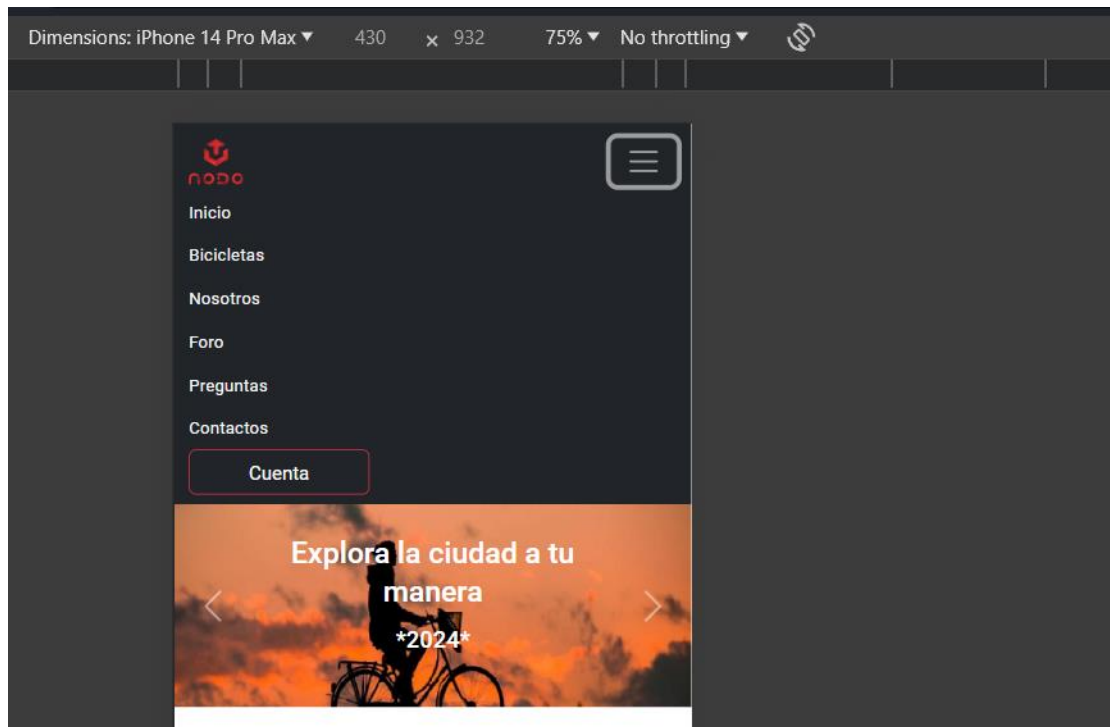 Dimensions: iPhone 14 Pro Max ▼ 430 × 932 75% ▼ No throttling ▼
nodo
Inicio
Bicicletas
Nosotros
Foro
Preguntas
Contactos
Cuenta
Explora la ciudad a tu
manera
*2024*